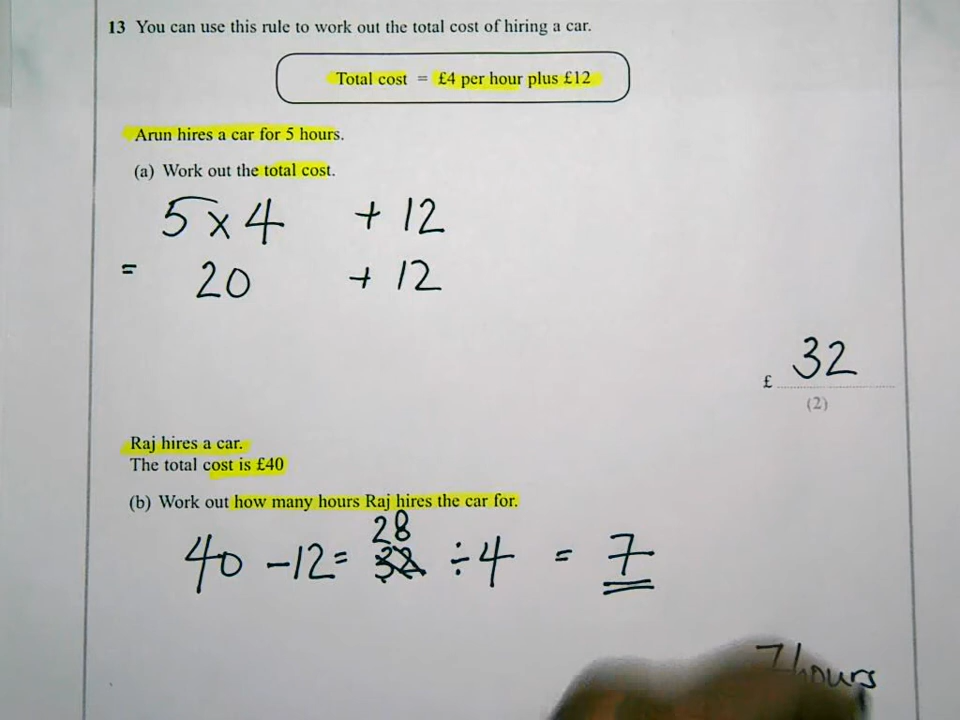 13 You can use this rule to work out the total cost of hiring a car.
Total cost = £4 per hour plus £12
Arun hires a car for 5 hours.
(a) Work out the total cost.
5 × 4 + 12
= 20 + 12
£ 32
(2)
Raj hires a car.
The total cost is £40
(b) Work out how many hours Raj hires the car for.
28
40 - 12 = 32 ÷ 4 = 7
7 hours